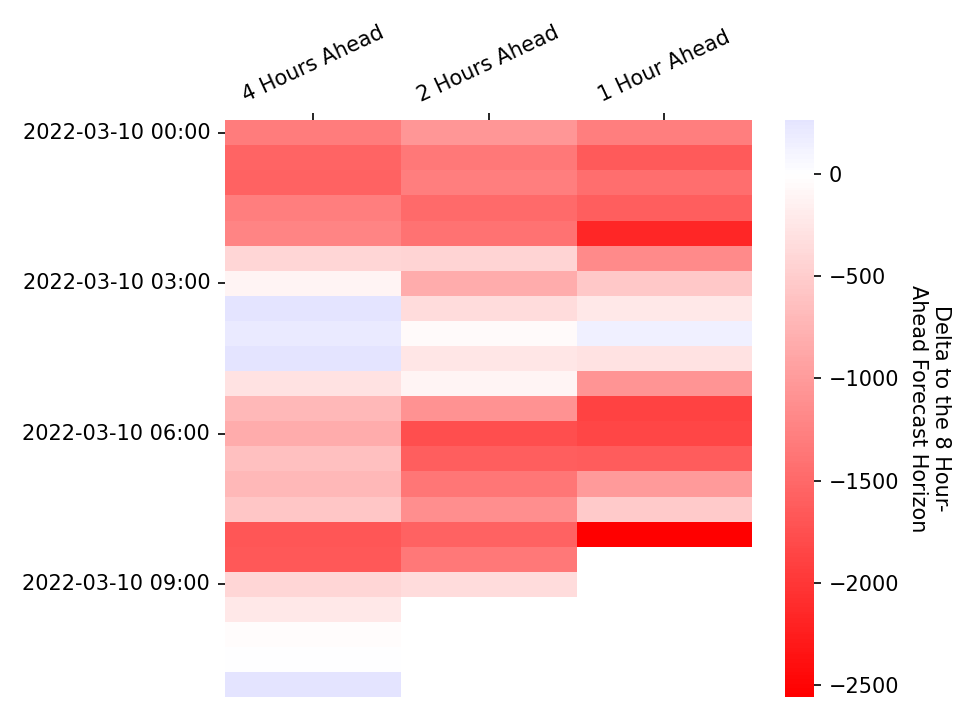 4 Hours Ahead
2 Hours Ahead
1 Hour Ahead
2022-03-10 00:00
2022-03-10 03:00
2022-03-10 06:00
2022-03-10 09:00
0
−500
−1000
−1500
−2000
−2500
Delta to the 8 Hour-
Ahead Forecast Horizon